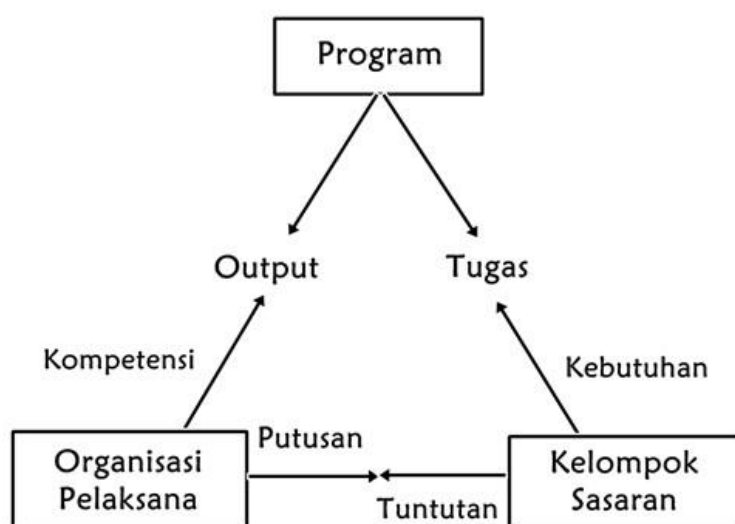 Program
Output
Tugas
Kompetensi
Kebutuhan
Putusan
Organisasi
Pelaksana
Kelompok
Sasaran
Tuntutan